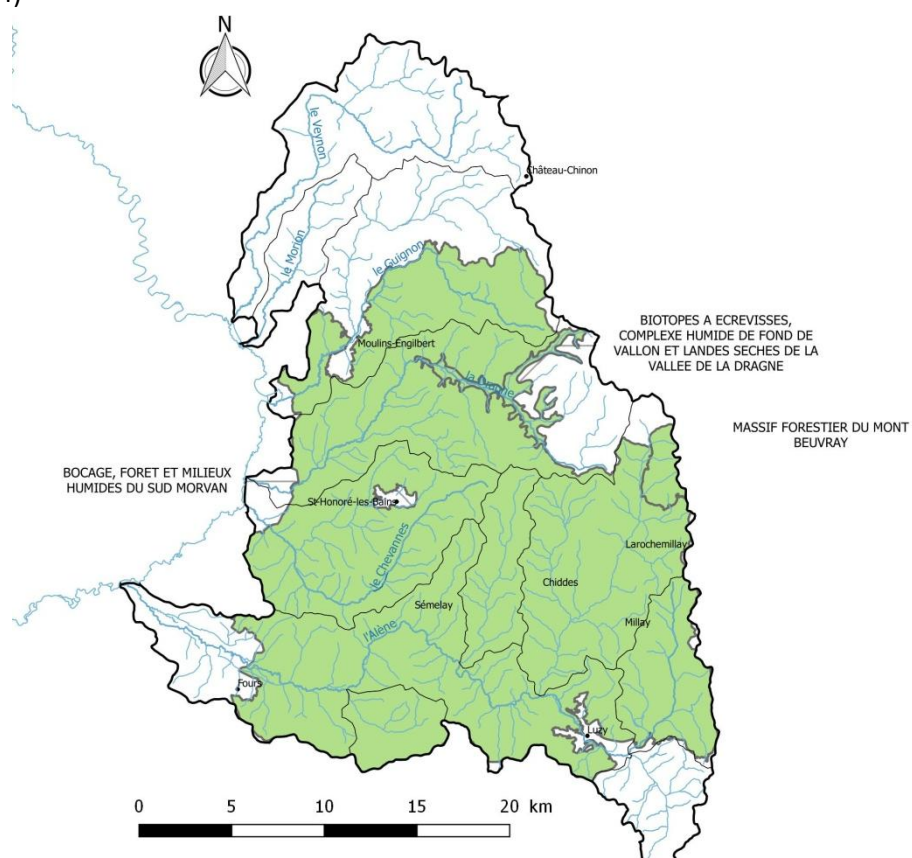 N
le Veynon
Château-Chinon
le Morion
le Guignon
BIOTOPES A ECREVISSES,
COMPLEXE HUMIDE DE FOND DE
VALLON ET LANDES SECHES DE LA
VALLEE DE LA DRAGNE
Moulins-Engilbert
la Dragne
MASSIF FORESTIER DU MONT
BEUVRAY
BOCAGE, FORET ET MILIEUX
HUMIDES DU SUD MORVAN
St-Honoré-les-Bains
le Chevannes
Larochemillay
Chiddes
Sémelay
Millay
l'Alène
Fours
Luzy
0 5 10 15 20 km